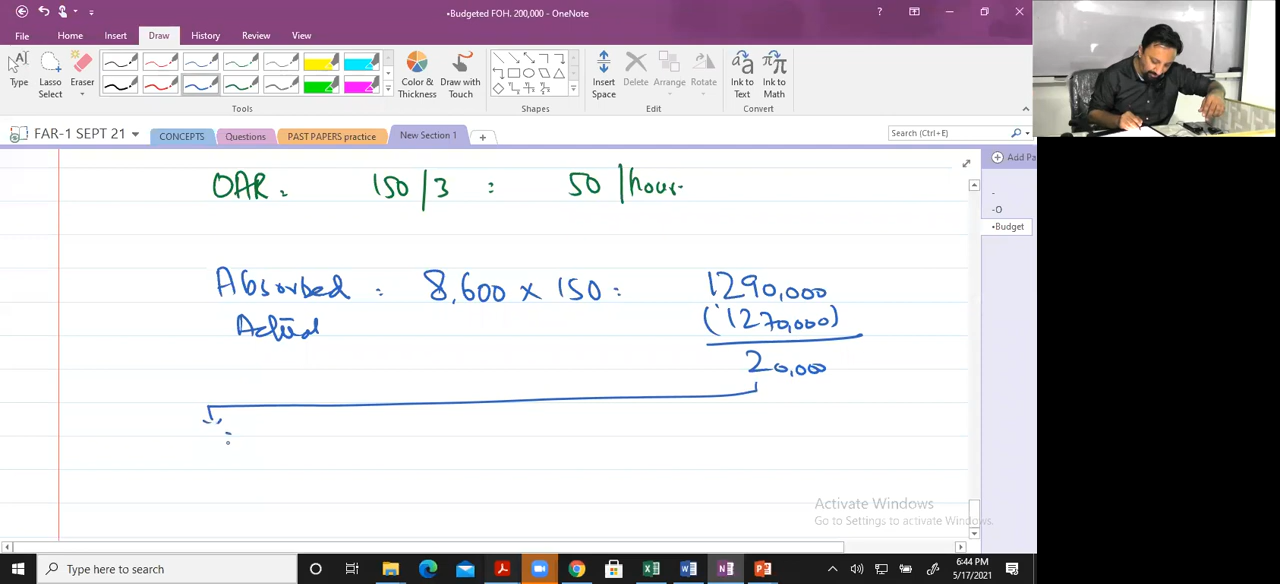 •Budgeted FOH. 200,000 - OneNote
?
File Home Insert Draw History Review View
Type Lasso Select Eraser Color & Thickness Draw with Touch Insert Space Delete Arrange Rotate Ink to Text Ink to Math
Tools Shapes Edit Convert
FAR-1 SEPT 21 CONCEPTS Questions PAST PAPERS practice New Section 1 Search (Ctrl+E)
Add Pa
-
-O
•Budget
OAR = 150/3 = 50/hour
Absorbed = 8,600 × 150 = 1290,000
Actual (1270,000)
20,000
=
Activate Windows
Go to Settings to activate Windows.
Type here to search
6:44 PM
5/17/2021